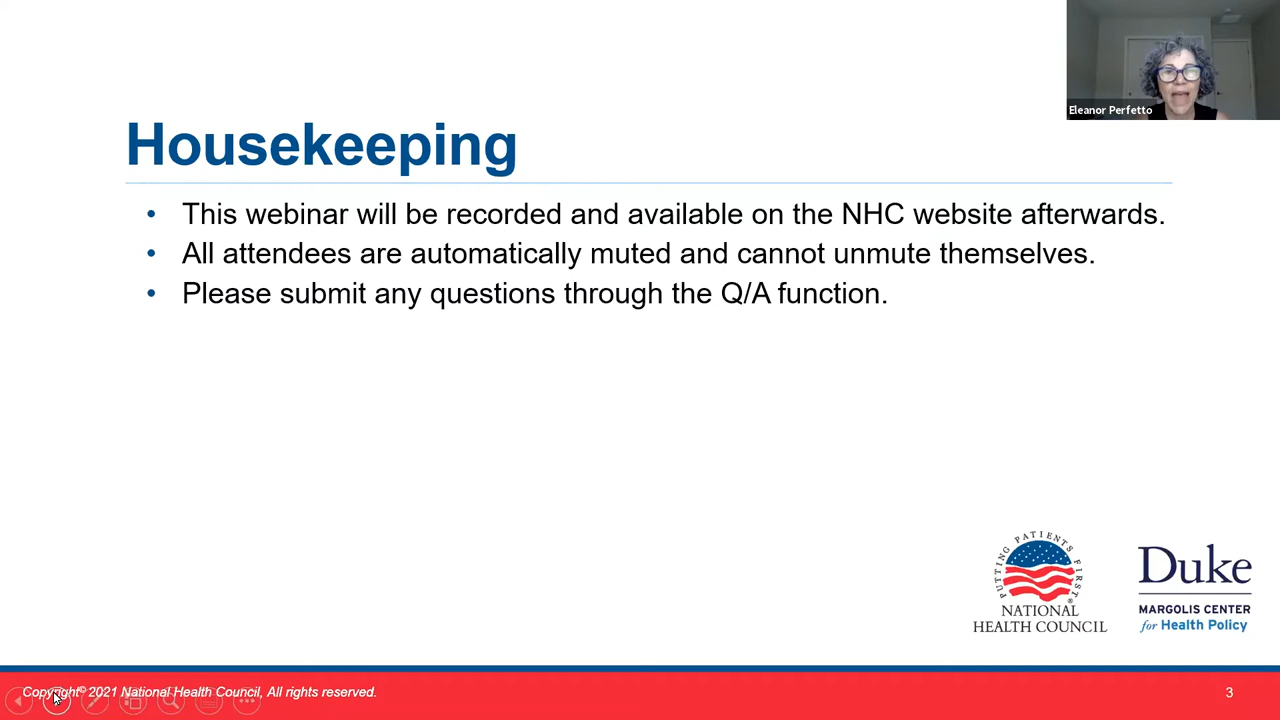 Eleanor Perfetto
Housekeeping
• This webinar will be recorded and available on the NHC website afterwards.
• All attendees are automatically muted and cannot unmute themselves.
• Please submit any questions through the Q/A function.
PUTTING PATIENTS FIRST®
NATIONAL
HEALTH COUNCIL
Duke
MARGOLIS CENTER
for Health Policy
Copyright© 2021 National Health Council, All rights reserved.
3